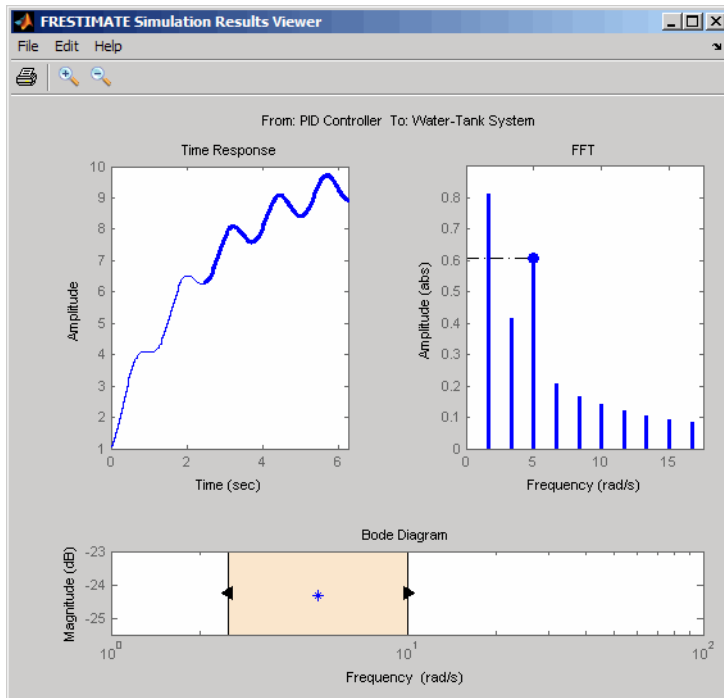 FRESTIMATE Simulation Results Viewer
File Edit Help
From: PID Controller To: Water-Tank System
Time Response
10
9
8
7
6
5
4
3
2
1
Amplitude
0 2 4 6
Time (sec)
FFT
0.8
0.7
0.6
0.5
0.4
0.3
0.2
0.1
0
Amplitude (abs)
0 5 10 15
Frequency (rad/s)
Bode Diagram
-23
-24
-25
Magnitude (dB)
10^0 10^1 10^2
Frequency (rad/s)